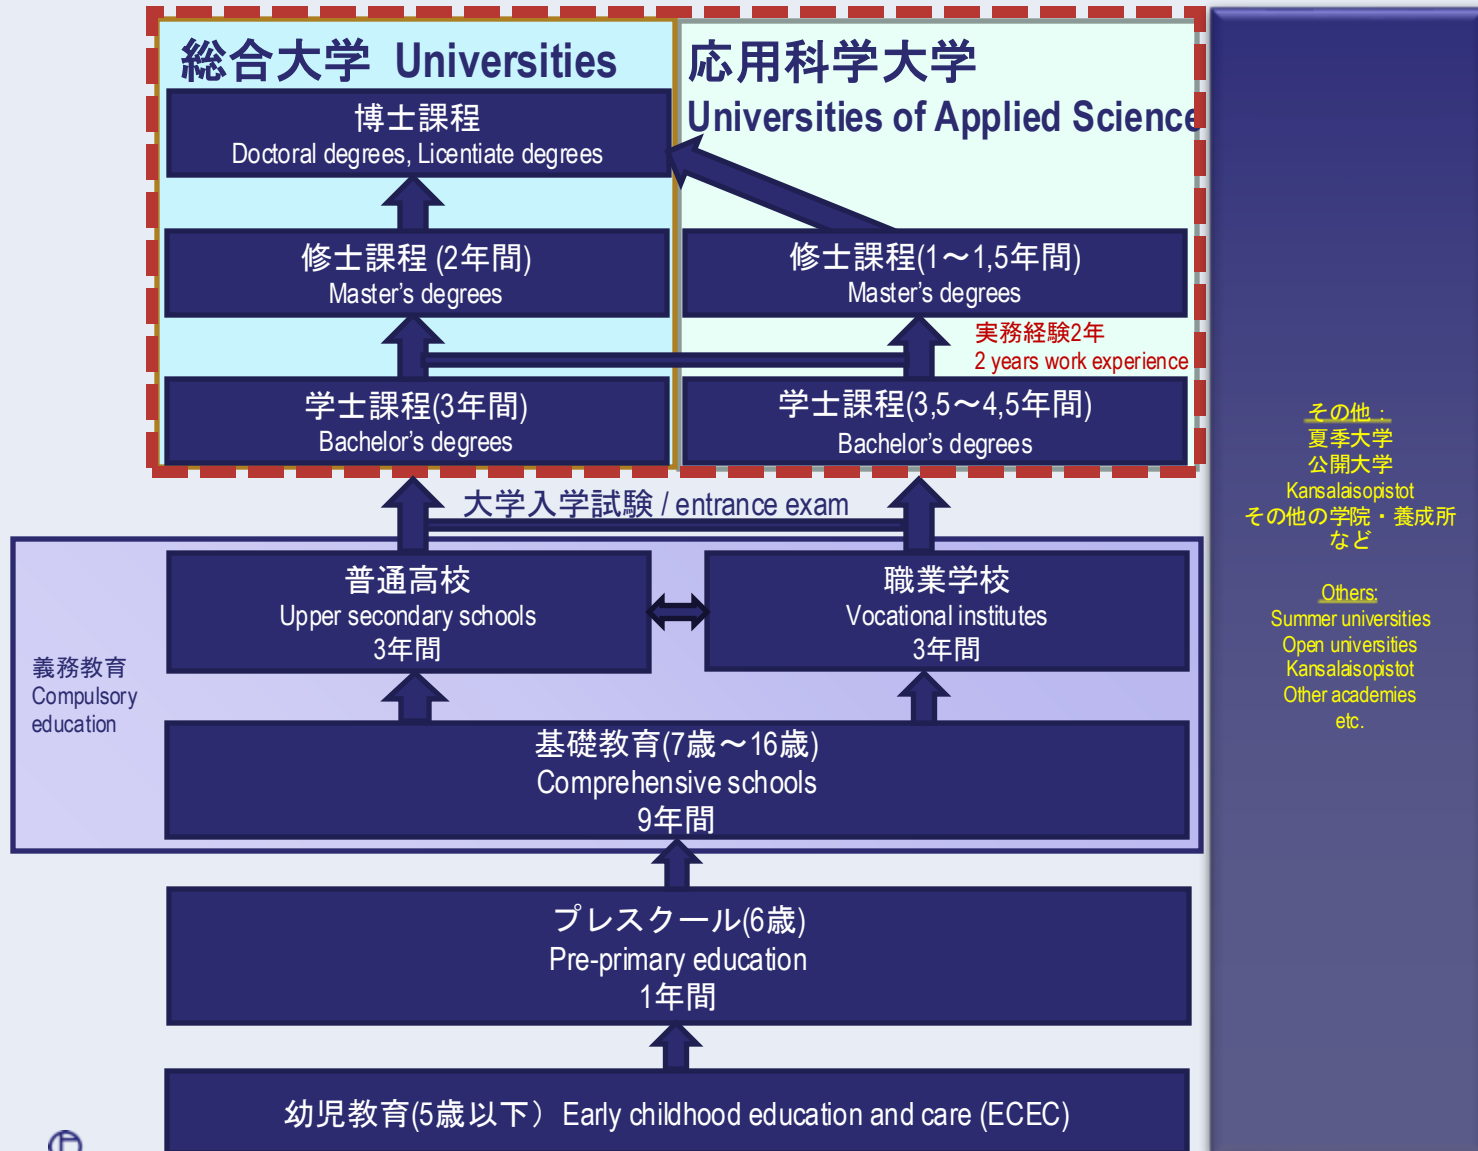 総合大学 Universities
応用科学大学
Universities of Applied Science
博士課程
Doctoral degrees, Licentiate degrees
修士課程 (2年間)
Master's degrees
修士課程(1～1,5年間)
Master's degrees
実務経験2年
2 years work experience
学士課程(3年間)
Bachelor's degrees
学士課程(3,5～4,5年間)
Bachelor's degrees
大学入学試験 / entrance exam
普通高校
Upper secondary schools
3年間
職業学校
Vocational institutes
3年間
義務教育
Compulsory
education
基礎教育(7歳～16歳)
Comprehensive schools
9年間
プレスクール(6歳)
Pre-primary education
1年間
幼児教育(5歳以下）Early childhood education and care (ECEC)
その他：
夏季大学
公開大学
Kansalaisopistot
その他の学院・養成所
など
Others:
Summer universities
Open universities
Kansalaisopistot
Other academies
etc.